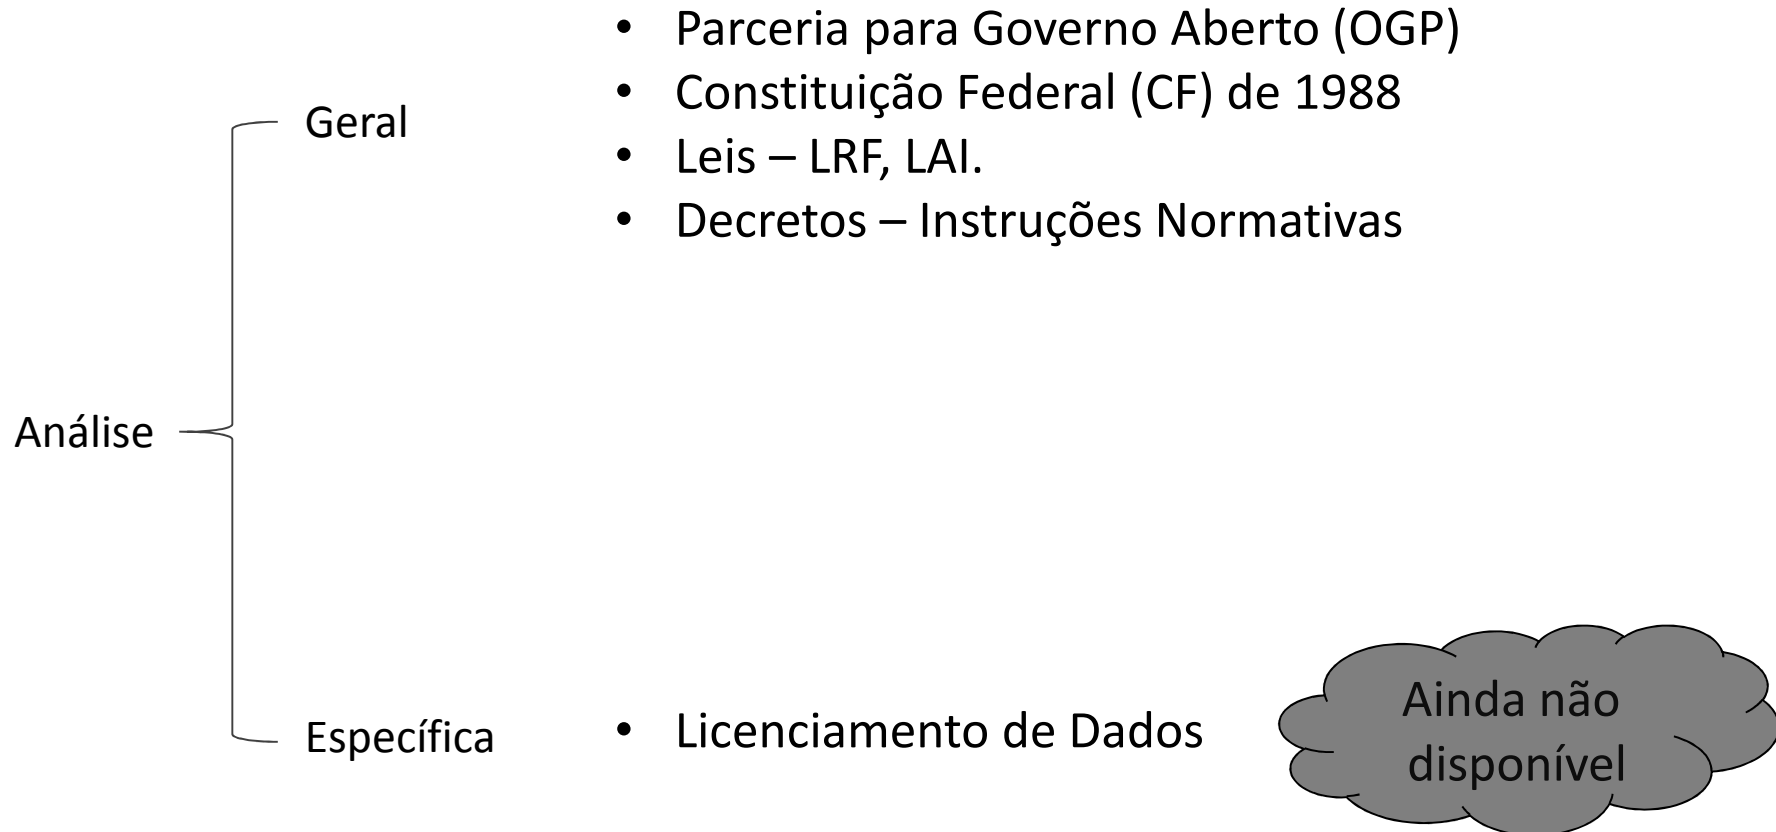 Análise
Geral
• Parceria para Governo Aberto (OGP)
• Constituição Federal (CF) de 1988
• Leis – LRF, LAI.
• Decretos – Instruções Normativas
Específica
• Licenciamento de Dados
Ainda não
disponível